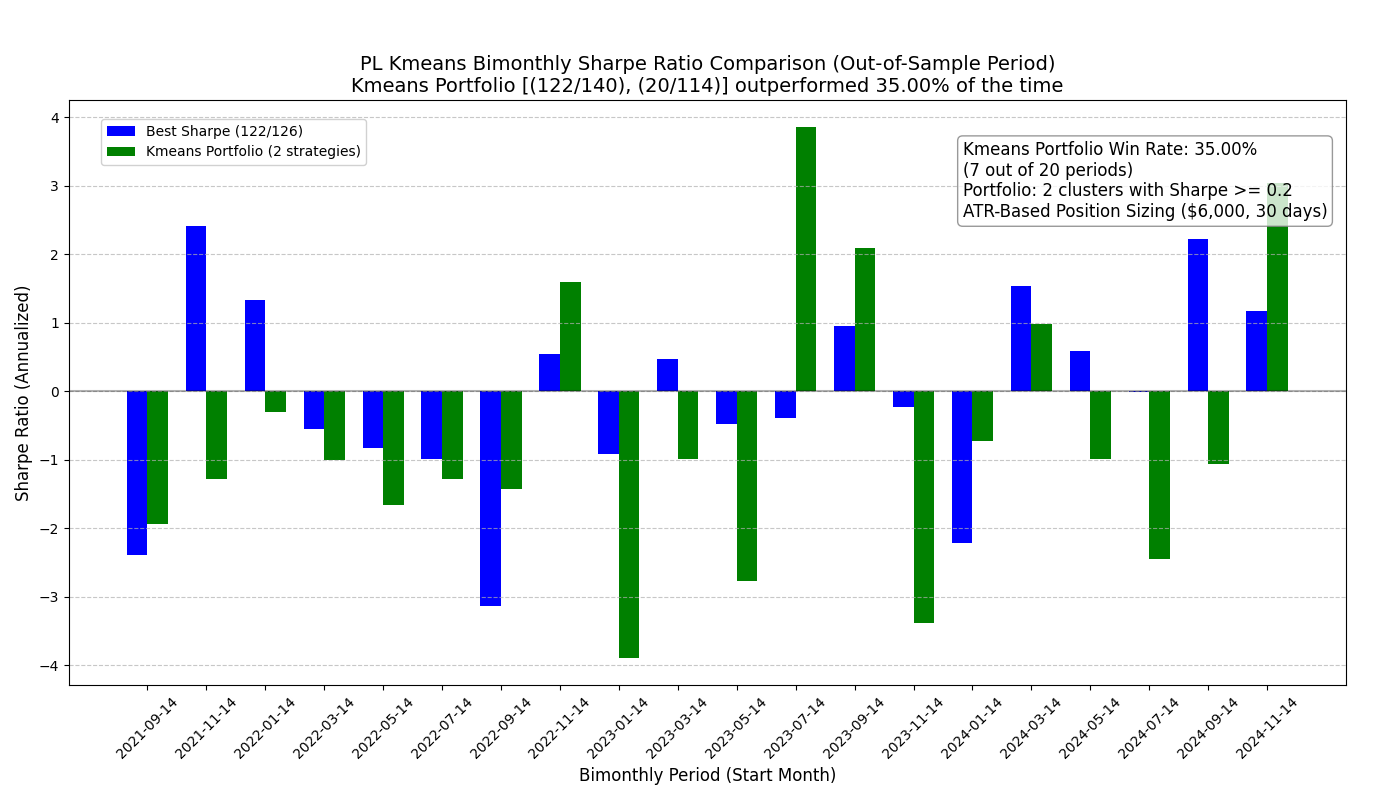 PL Kmeans Bimonthly Sharpe Ratio Comparison (Out-of-Sample Period)
Kmeans Portfolio [(122/140), (20/114)] outperformed 35.00% of the time
Best Sharpe (122/126)
Kmeans Portfolio (2 strategies)
Kmeans Portfolio Win Rate: 35.00%
(7 out of 20 periods)
Portfolio: 2 clusters with Sharpe >= 0.2
ATR-Based Position Sizing ($6,000, 30 days)
Sharpe Ratio (Annualized)
4
3
2
1
0
−1
−2
−3
−4
2021-09-14
2021-11-14
2022-01-14
2022-03-14
2022-05-14
2022-07-14
2022-09-14
2022-11-14
2023-01-14
2023-03-14
2023-05-14
2023-07-14
2023-09-14
2023-11-14
2024-01-14
2024-03-14
2024-05-14
2024-07-14
2024-09-14
2024-11-14
Bimonthly Period (Start Month)